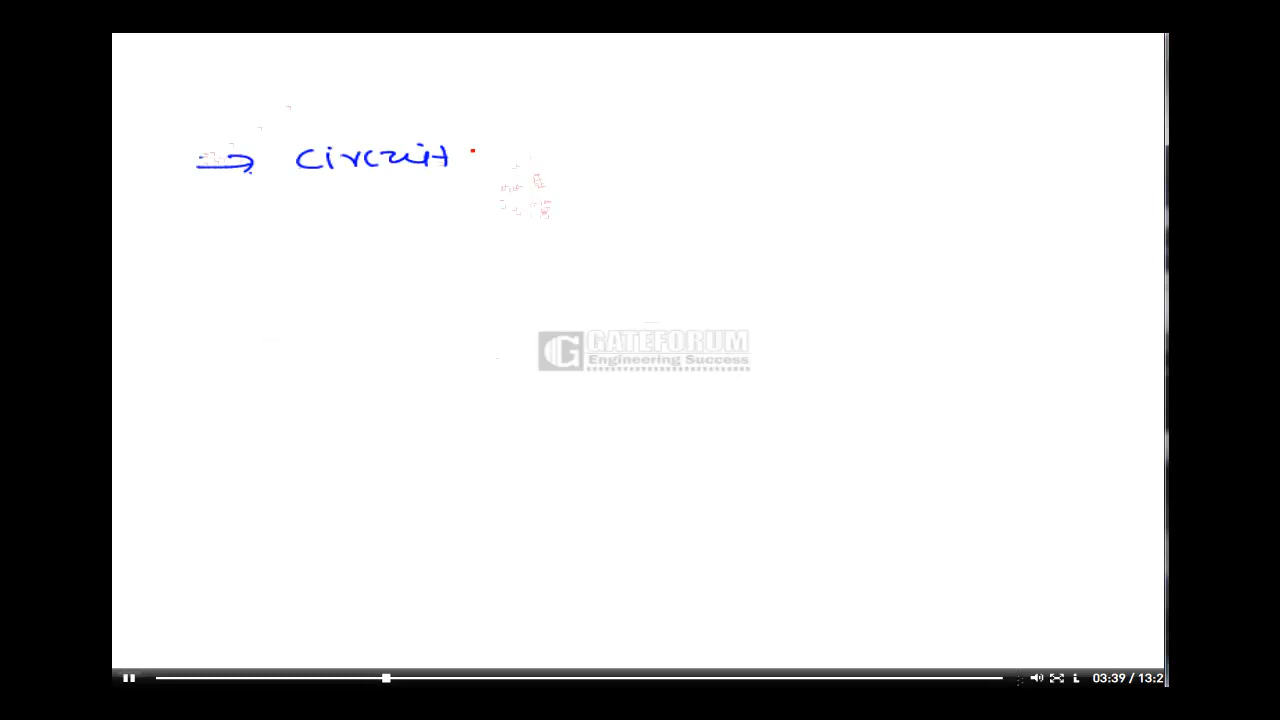 ⇒ Circuit
GATEFORUM
Engineering Success
03:39 / 13:2